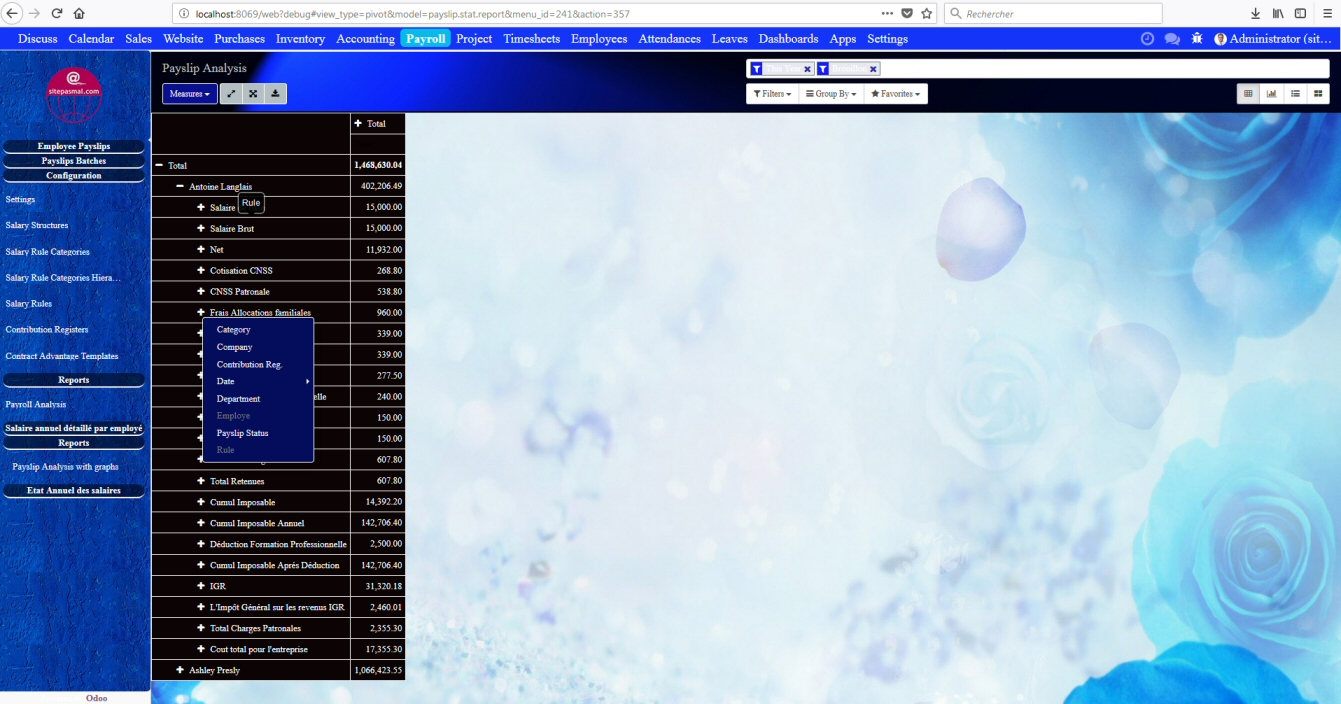 localhost:8069/web?debug#view_type=pivot&model=payslip.stat.report&menu_id=241&action=357
Rechercher
Discuss Calendar Sales Website Purchases Inventory Accounting Payroll Project Timesheets Employees Attendances Leaves Dashboards Apps Settings
Administrator (sit…
@
sitepasmal.com
Payslip Analysis
Measures
Filters
Group By
Favorites
Employee Payslips
Payslips Batches
Configuration
Settings
Salary Structures
Salary Rule Categories
Salary Rule Categories Hiera…
Salary Rules
Contribution Registers
Contract Advantage Templates
Reports
Payroll Analysis
Salaire annuel détaillé par employé
Reports
Payslip Analysis with graphs
Etat Annuel des salaires
Odoo
Total
Total 1,468,630.04
Antoine Langlais 402,206.49
Rule
Salaire 15,000.00
Salaire Brut 15,000.00
Net 11,932.00
Cotisation CNSS 268.80
CNSS Patronale 538.80
Frais Allocations familiales 960.00
339.00
339.00
277.50
elle 240.00
150.00
150.00
607.80
Category
Company
Contribution Reg.
Date
Department
Employe
Payslip Status
Rule
Total Retenues 607.80
Cumul Imposable 14,392.20
Cumul Imposable Annuel 142,706.40
Déduction Formation Professionnelle 2,500.00
Cumul Imposable Aprés Déduction 142,706.40
IGR 31,320.18
L'Impôt Général sur les revenus IGR 2,460.01
Total Charges Patronales 2,355.30
Cout total pour l'entreprise 17,355.30
Ashley Presly 1,066,423.55